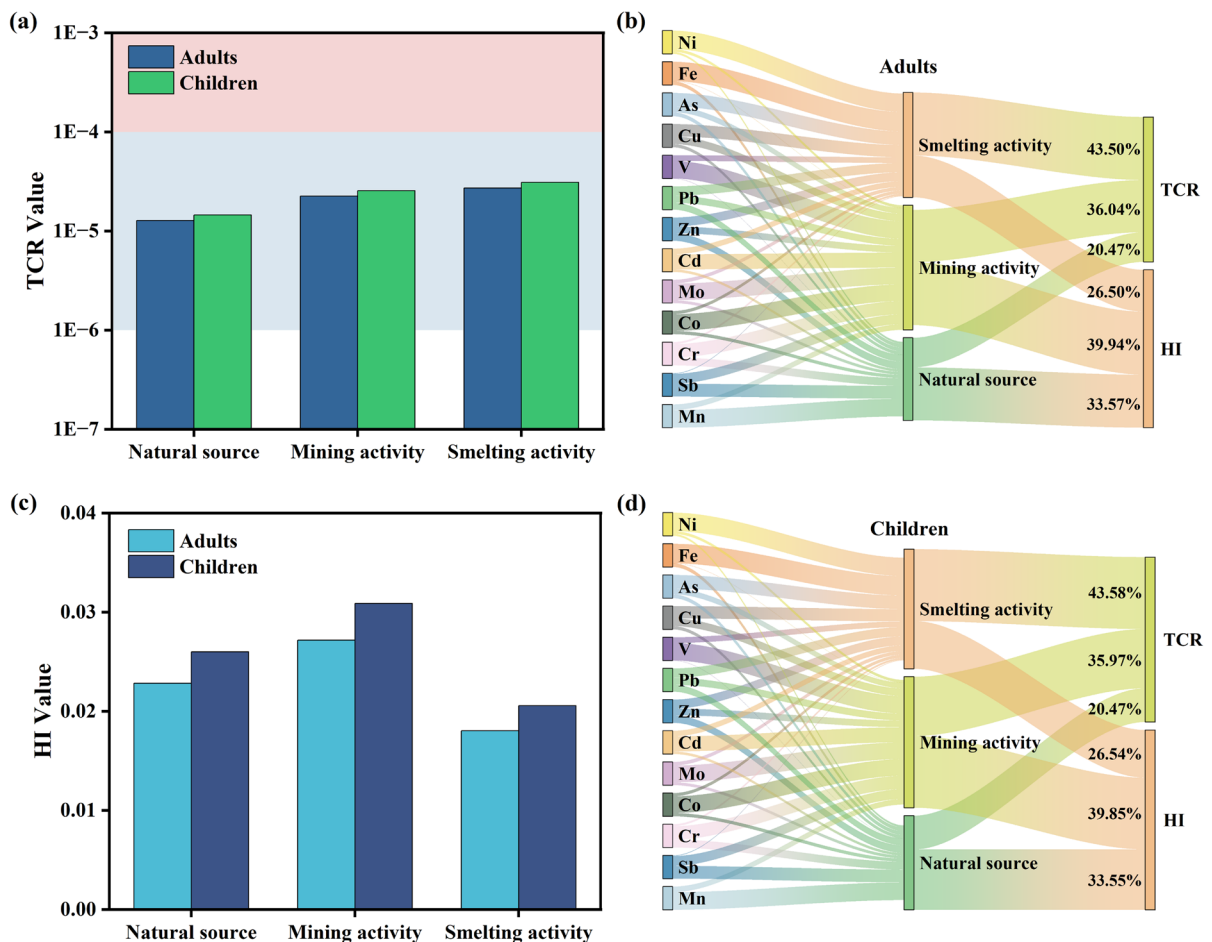 (a)
TCR Value
1E−3
1E−4
1E−5
1E−6
1E−7
Adults
Children
Natural source
Mining activity
Smelting activity
(b)
Adults
Ni
Fe
As
Cu
V
Pb
Zn
Cd
Mo
Co
Cr
Sb
Mn
Smelting activity
Mining activity
Natural source
43.50%
36.04%
20.47%
26.50%
39.94%
33.57%
TCR
HI
(c)
HI Value
0.04
0.03
0.02
0.01
0.00
Adults
Children
Natural source
Mining activity
Smelting activity
(d)
Children
Ni
Fe
As
Cu
V
Pb
Zn
Cd
Mo
Co
Cr
Sb
Mn
Smelting activity
Mining activity
Natural source
43.58%
35.97%
20.47%
26.54%
39.85%
33.55%
TCR
HI